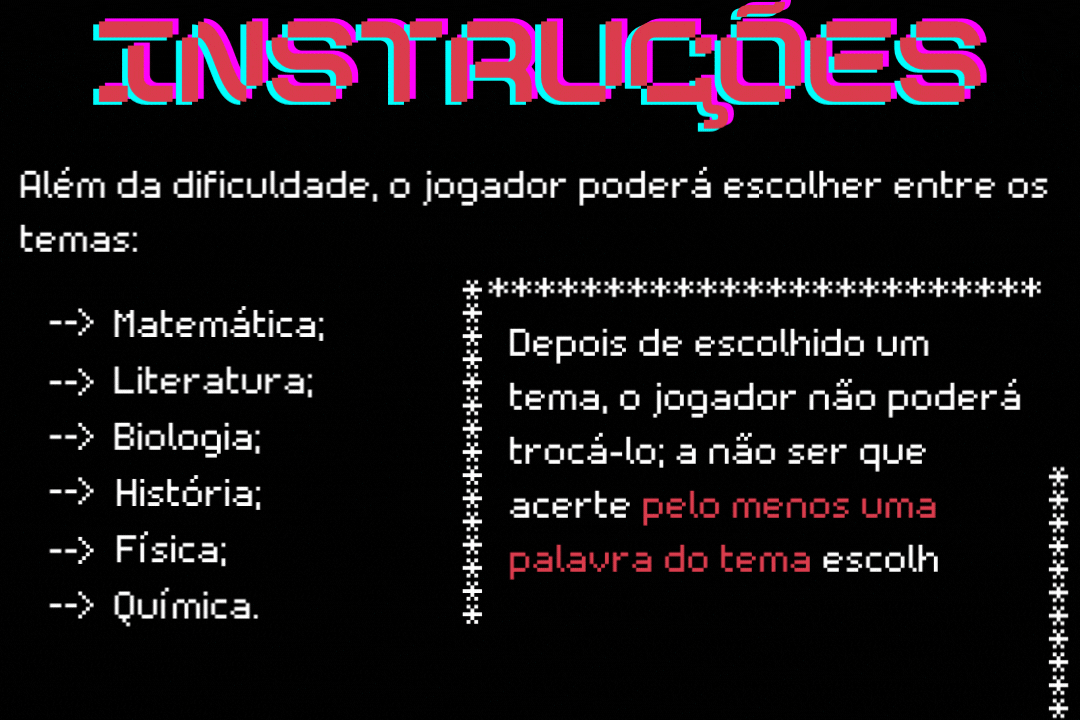 INSTRUÇÕES
Além da dificuldade, o jogador poderá escolher entre os
temas:
--> Matemática;
--> Literatura;
--> Biologia;
--> História;
--> Física;
--> Química.
************************
Depois de escolhido um
tema, o jogador não poderá
trocá-lo; a não ser que
acerte pelo menos uma
palavra do tema escolh